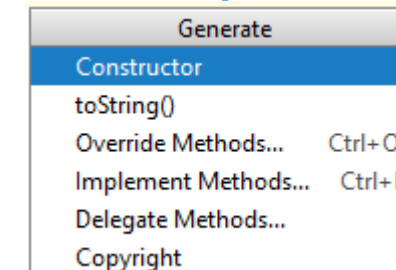 Generate
Constructor
toString()
Override Methods... Ctrl+O
Implement Methods... Ctrl+
Delegate Methods...
Copyright